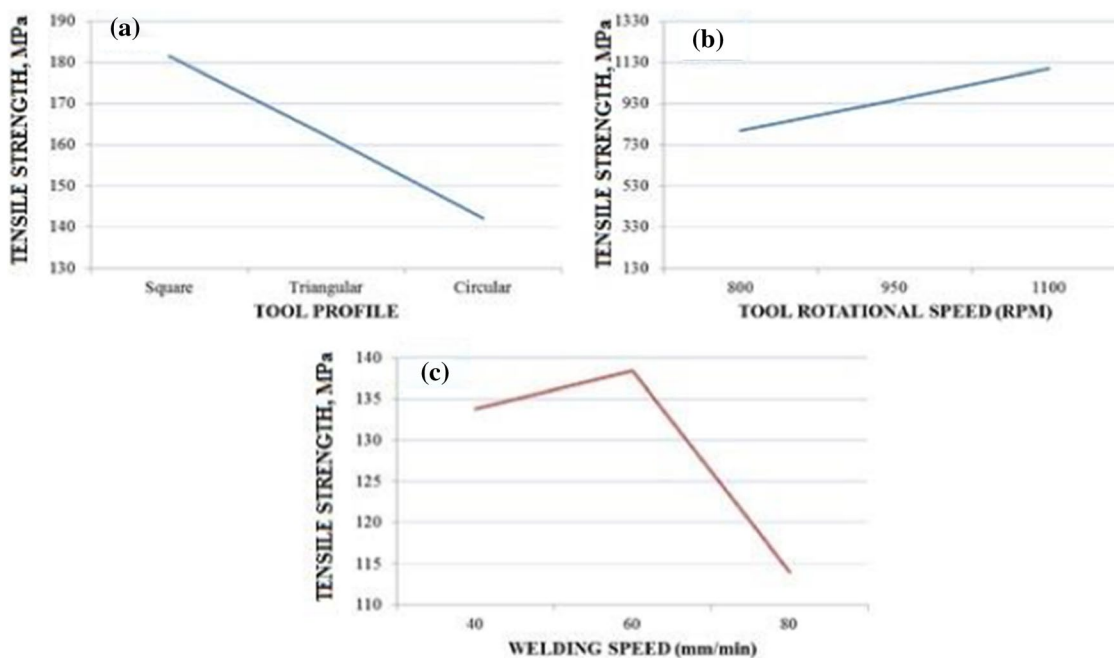 (a)
TENSILE STRENGTH, MPa
190
180
170
160
150
140
130
Square Triangular Circular
TOOL PROFILE
(b)
TENSILE STRENGTH, MPa
1330
1130
930
730
530
330
130
800 950 1100
TOOL ROTATIONAL SPEED (RPM)
(c)
TENSILE STRENGTH, MPa
140
135
130
125
120
115
110
40 60 80
WELDING SPEED (mm/min)